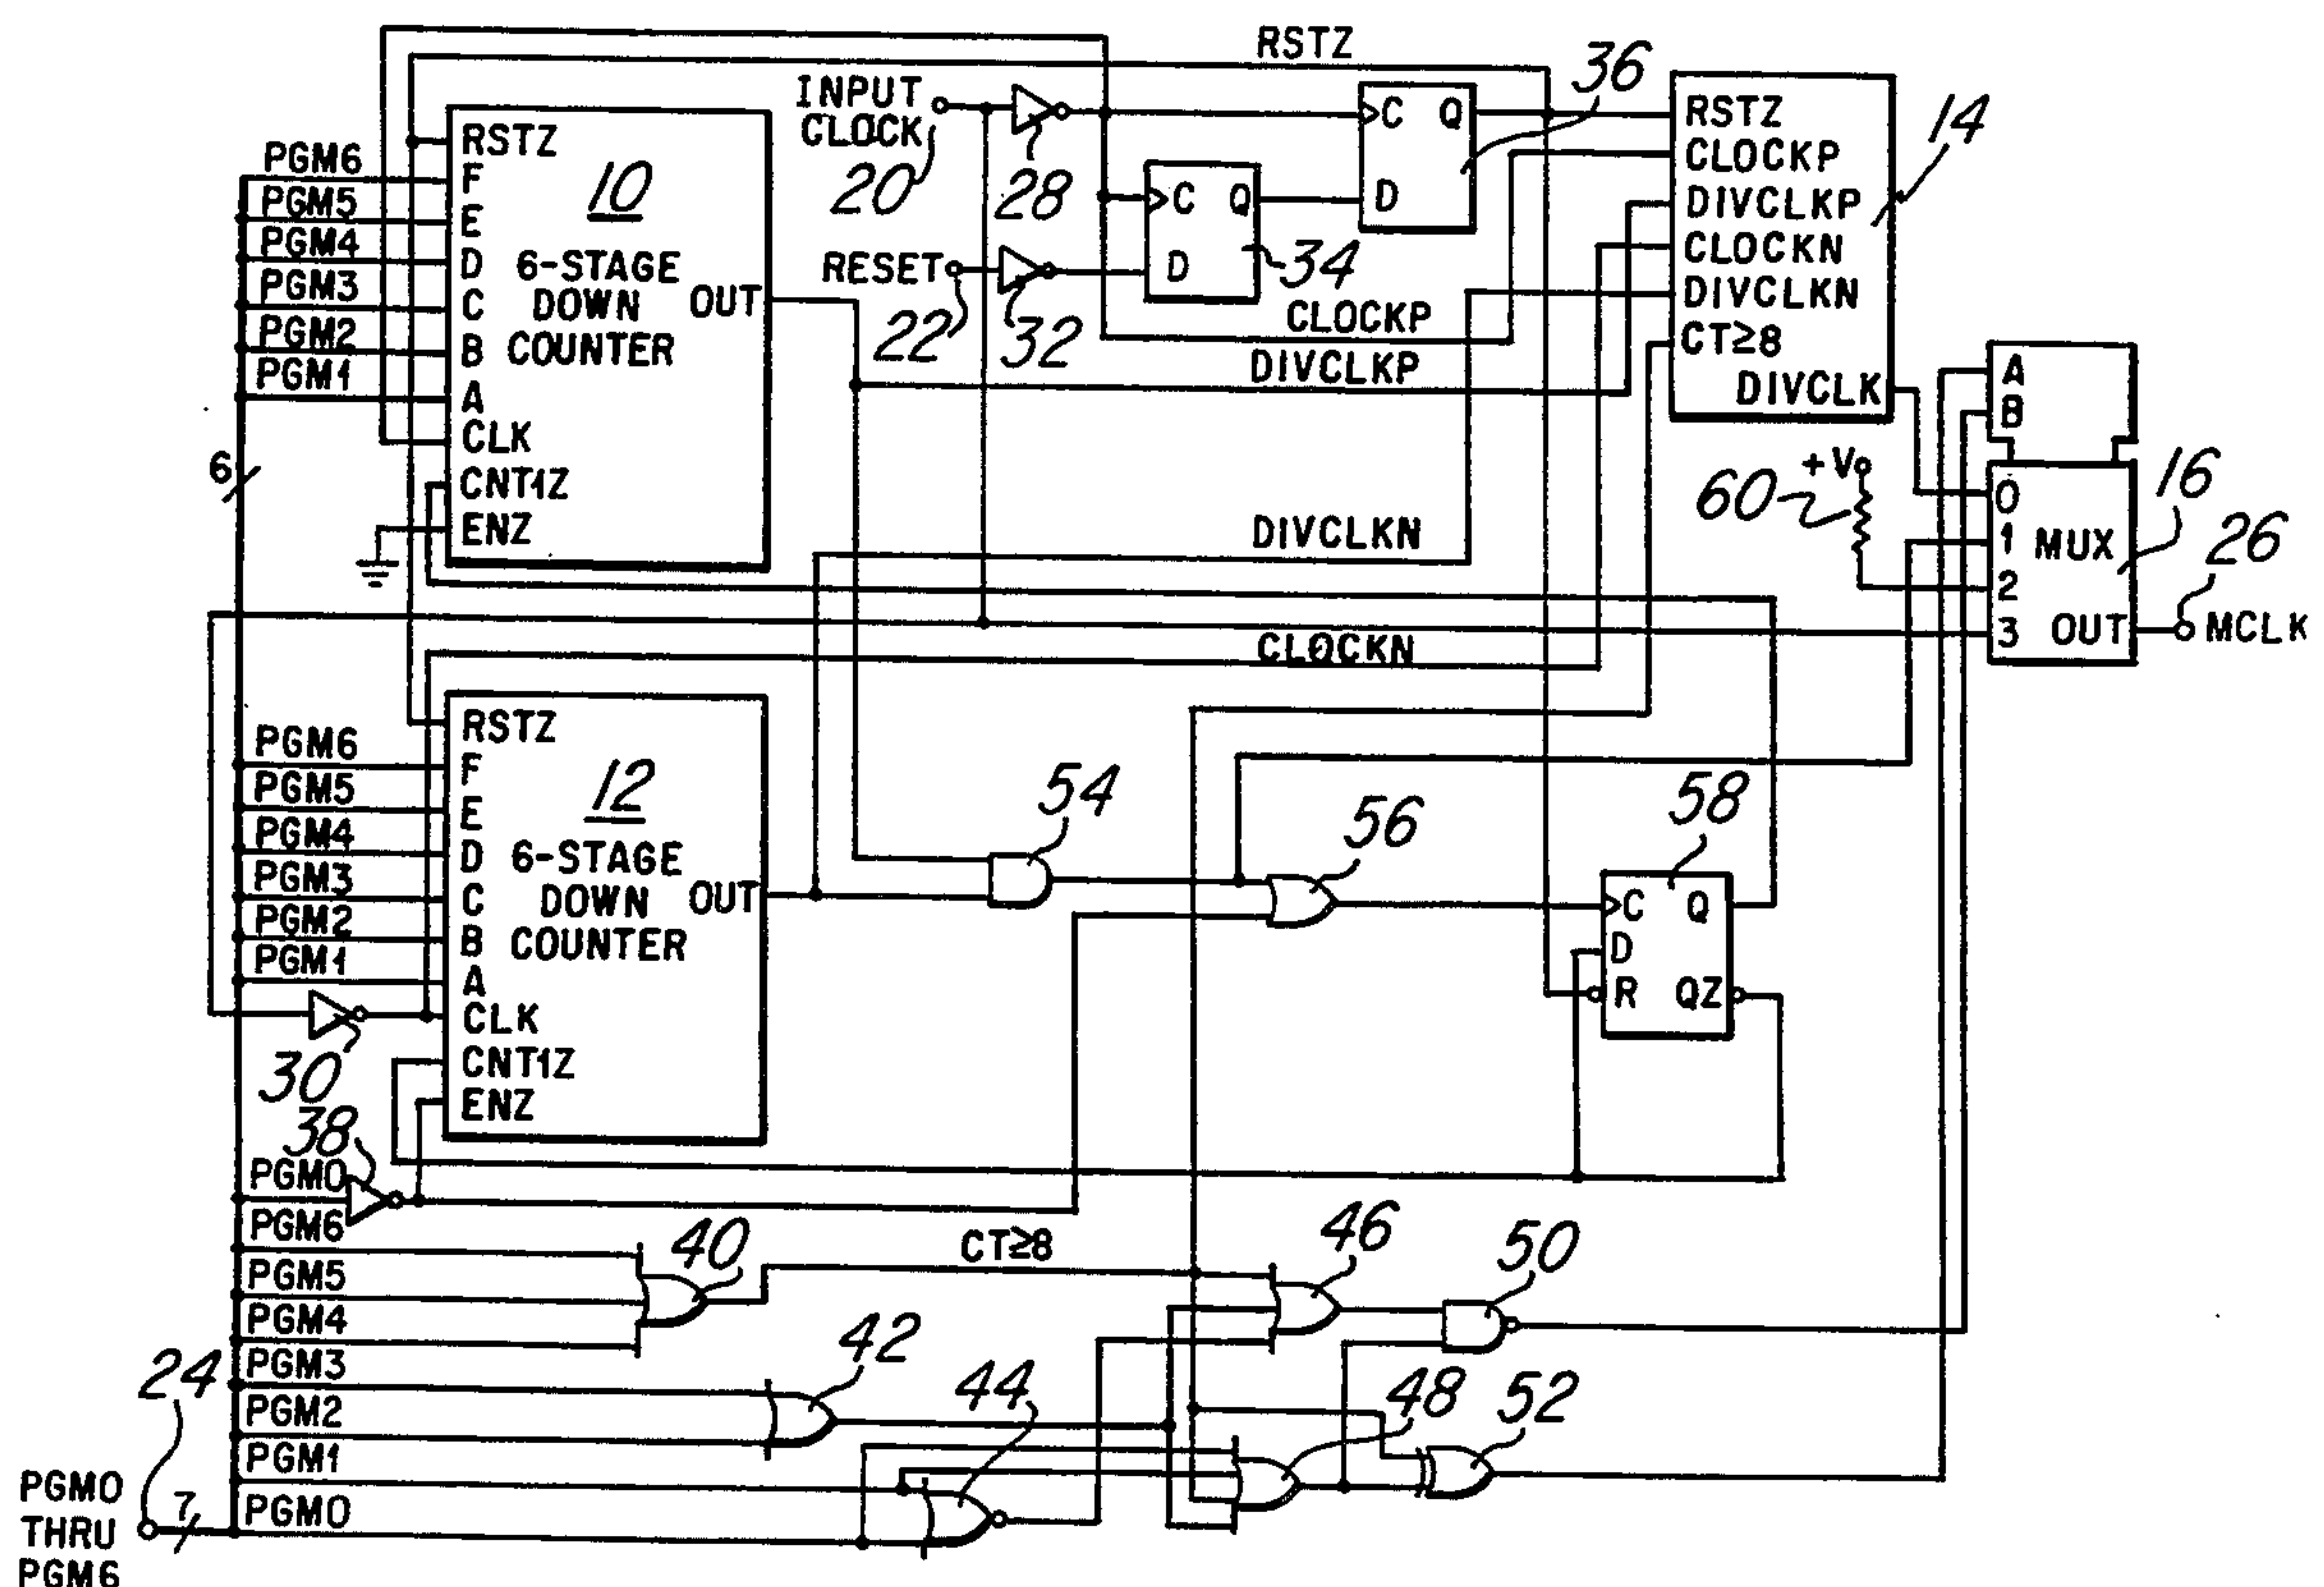 RSTZ
36
INPUT
CLOCK
20
28
C Q
D
RSTZ
CLOCKP
DIVCLKP
CLOCKN
DIVCLKN
CT≥8
DIVCLK
14
C Q
D
34
RESET
22
32
CLOCKP
DIVCLKP
PGM6
PGM5
PGM4
PGM3
PGM2
PGM1
6
RSTZ
F
E
D
C
B
A
CLK
CNT1Z
ENZ
10
6-STAGE
DOWN
COUNTER
OUT
DIVCLKN
A
B
+V
60
0
1
2
3
MUX
OUT
16
26
MCLK
CLOCKN
PGM6
PGM5
PGM4
PGM3
PGM2
PGM1
RSTZ
F
E
D
C
B
A
CLK
CNT1Z
ENZ
12
6-STAGE
DOWN
COUNTER
OUT
30
54
56
58
C Q
D
R QZ
38
PGM0
PGM6
PGM5
PGM4
PGM3
PGM2
PGM1
PGM0
40
CT≥8
46
50
42
44
48
52
24
7
PGM0
THRU
PGM6